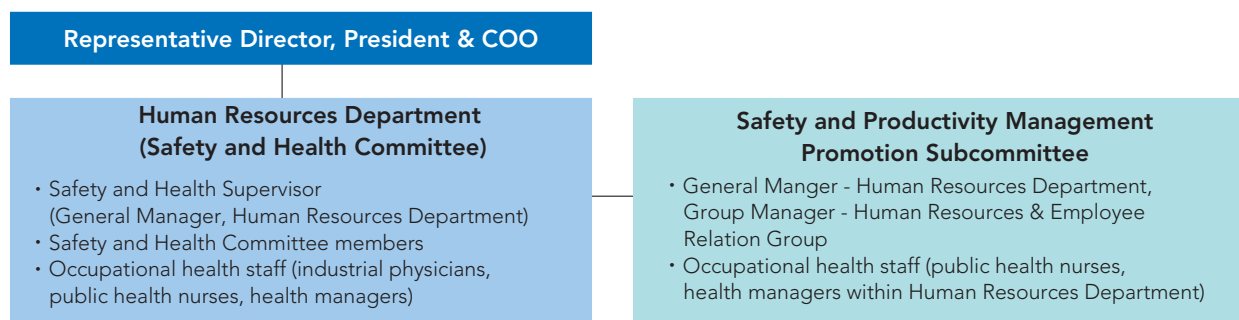 Representative Director, President & COO
Human Resources Department
(Safety and Health Committee)
・Safety and Health Supervisor
(General Manager, Human Resources Department)
・Safety and Health Committee members
・Occupational health staff (industrial physicians,
public health nurses, health managers)
Safety and Productivity Management
Promotion Subcommittee
・General Manger - Human Resources Department,
Group Manager - Human Resources & Employee
Relation Group
・Occupational health staff (public health nurses,
health managers within Human Resources Department)